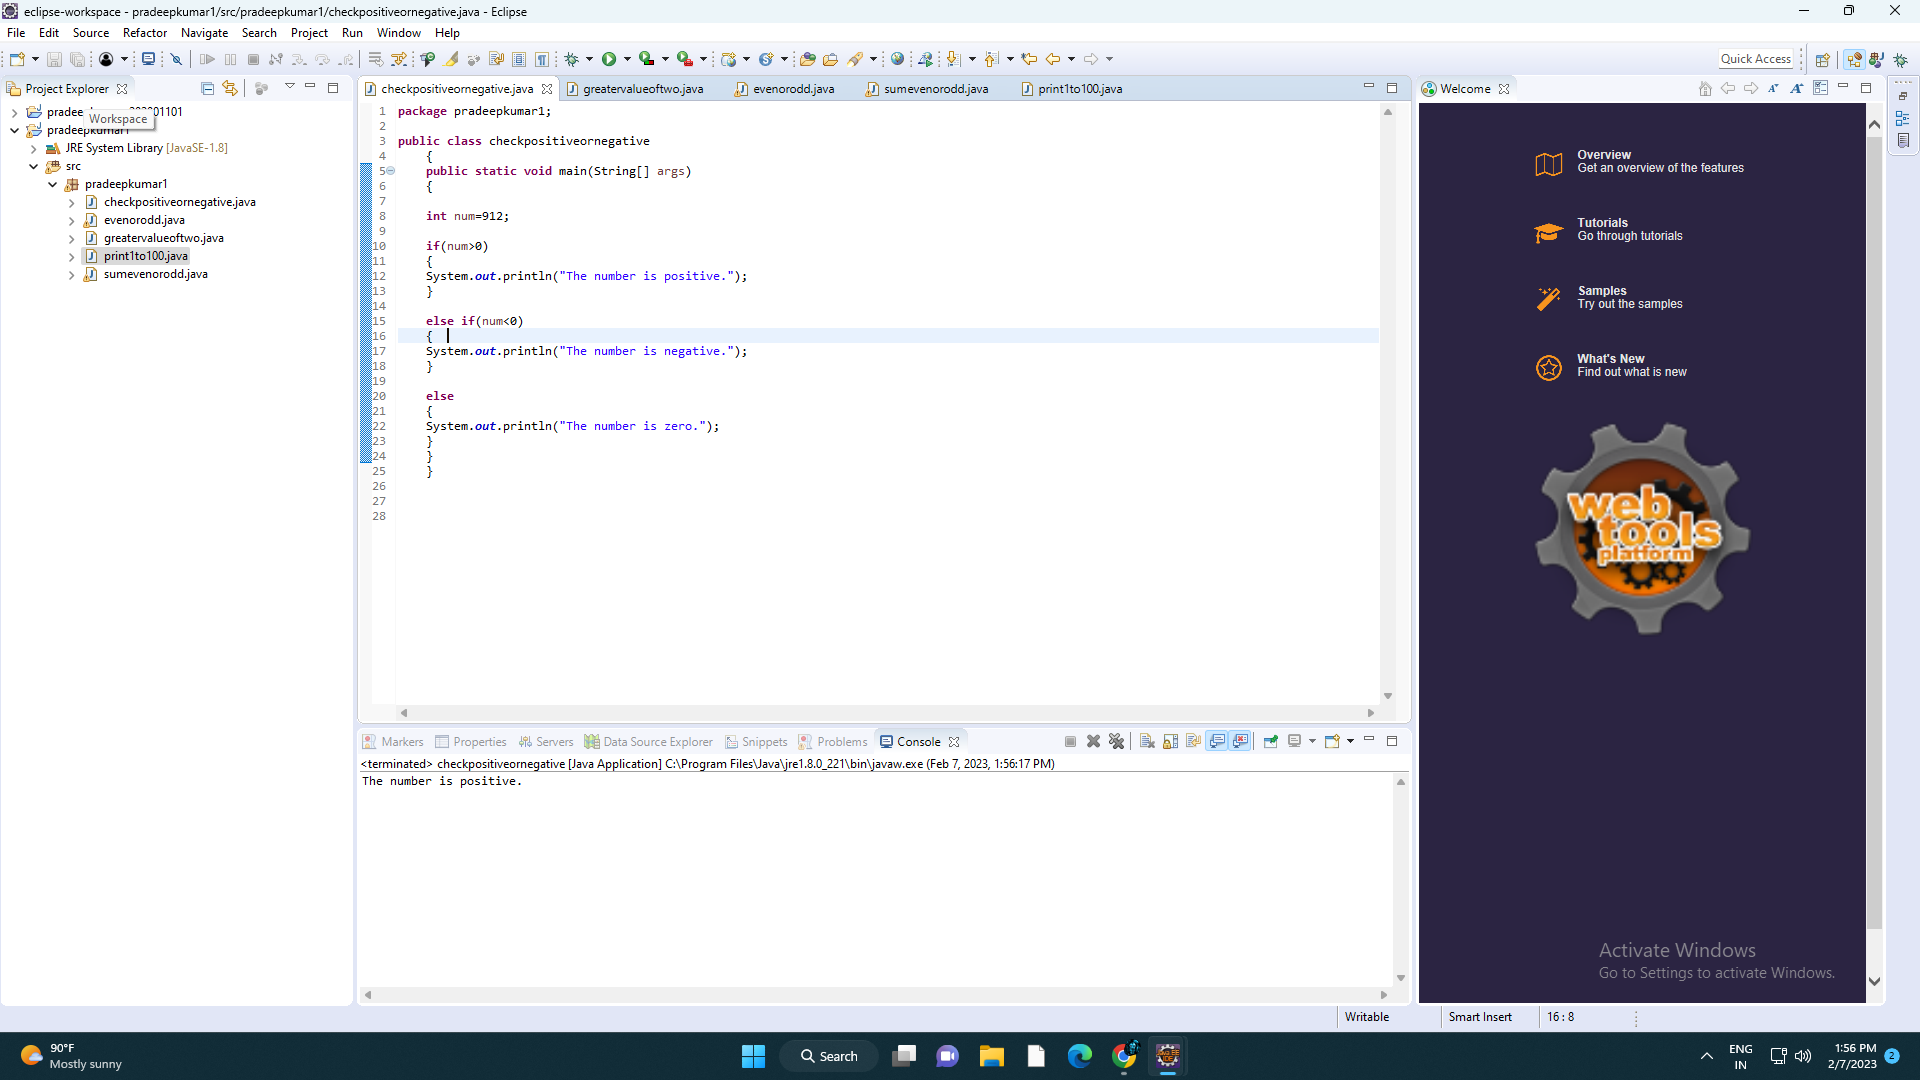 eclipse-workspace - pradeepkumar1/src/pradeepkumar1/checkpositiveornegative.java - Eclipse
File Edit Source Refactor Navigate Search Project Run Window Help
Quick Access
Project Explorer
01101
Workspace
pradeepkumar1
JRE System Library [JavaSE-1.8]
src
pradeepkumar1
checkpositiveornegative.java
evenorodd.java
greatervalueoftwo.java
print1to100.java
sumevenorodd.java
checkpositiveornegative.java greatervalueoftwo.java evenorodd.java sumevenorodd.java print1to100.java
1 package pradeepkumar1;
2
3 public class checkpositiveornegative
4 {
5 public static void main(String[] args)
6 {
7
8 int num=912;
9
10 if(num>0)
11 {
12 System.out.println("The number is positive.");
13 }
14
15 else if(num<0)
16 {
17 System.out.println("The number is negative.");
18 }
19
20 else
21 {
22 System.out.println("The number is zero.");
23 }
24 }
25 }
26
27
28
Markers Properties Servers Data Source Explorer Snippets Problems Console
<terminated> checkpositiveornegative [Java Application] C:\Program Files\Java\jre1.8.0_221\bin\javaw.exe (Feb 7, 2023, 1:56:17 PM)
The number is positive.
Welcome
Overview
Get an overview of the features
Tutorials
Go through tutorials
Samples
Try out the samples
What's New
Find out what is new
web
tools
platform
Activate Windows
Go to Settings to activate Windows.
Writable Smart Insert 16 : 8
90°F
Mostly sunny
Search
ENG
IN
1:56 PM
2/7/2023
2